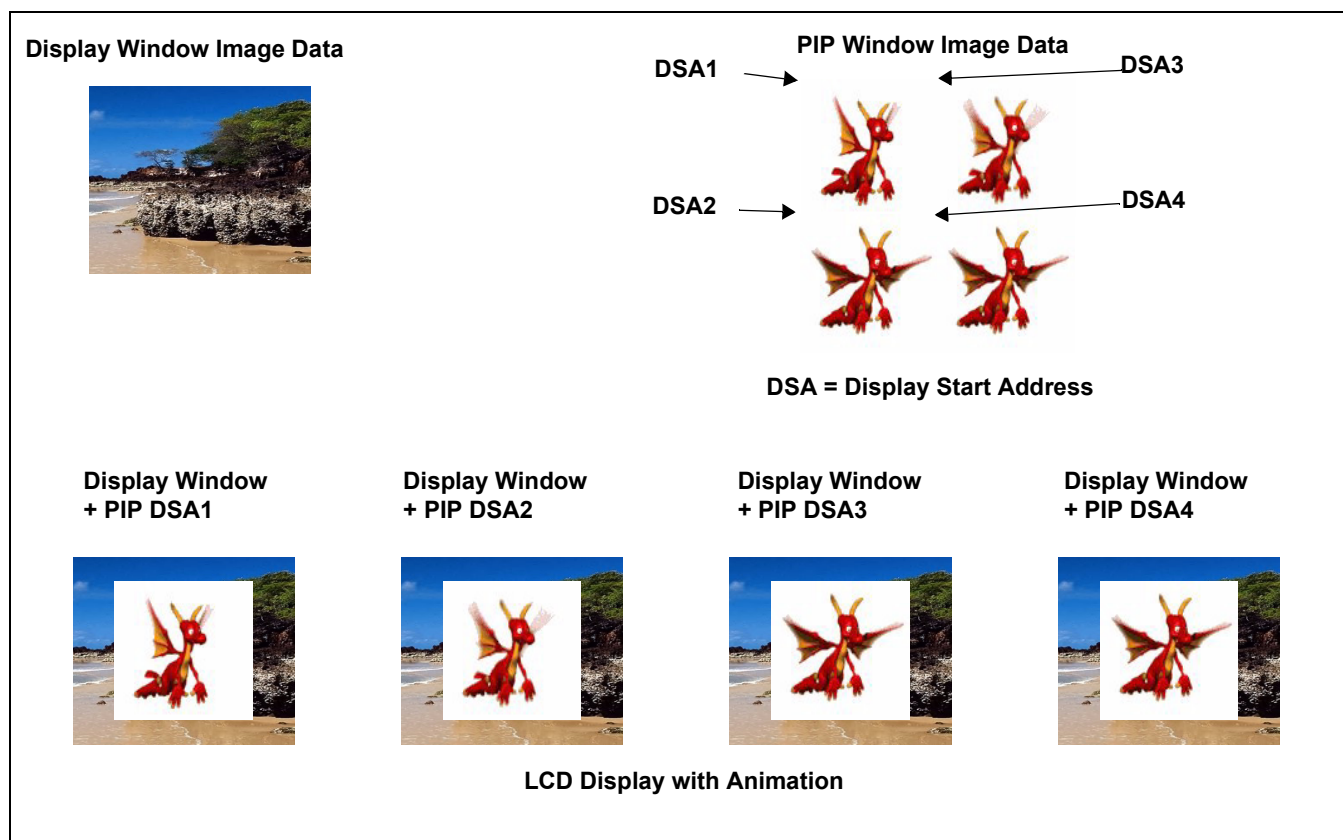 Display Window Image Data
PIP Window Image Data
DSA1
DSA3
DSA2
DSA4
DSA = Display Start Address
Display Window
+ PIP DSA1
Display Window
+ PIP DSA2
Display Window
+ PIP DSA3
Display Window
+ PIP DSA4
LCD Display with Animation